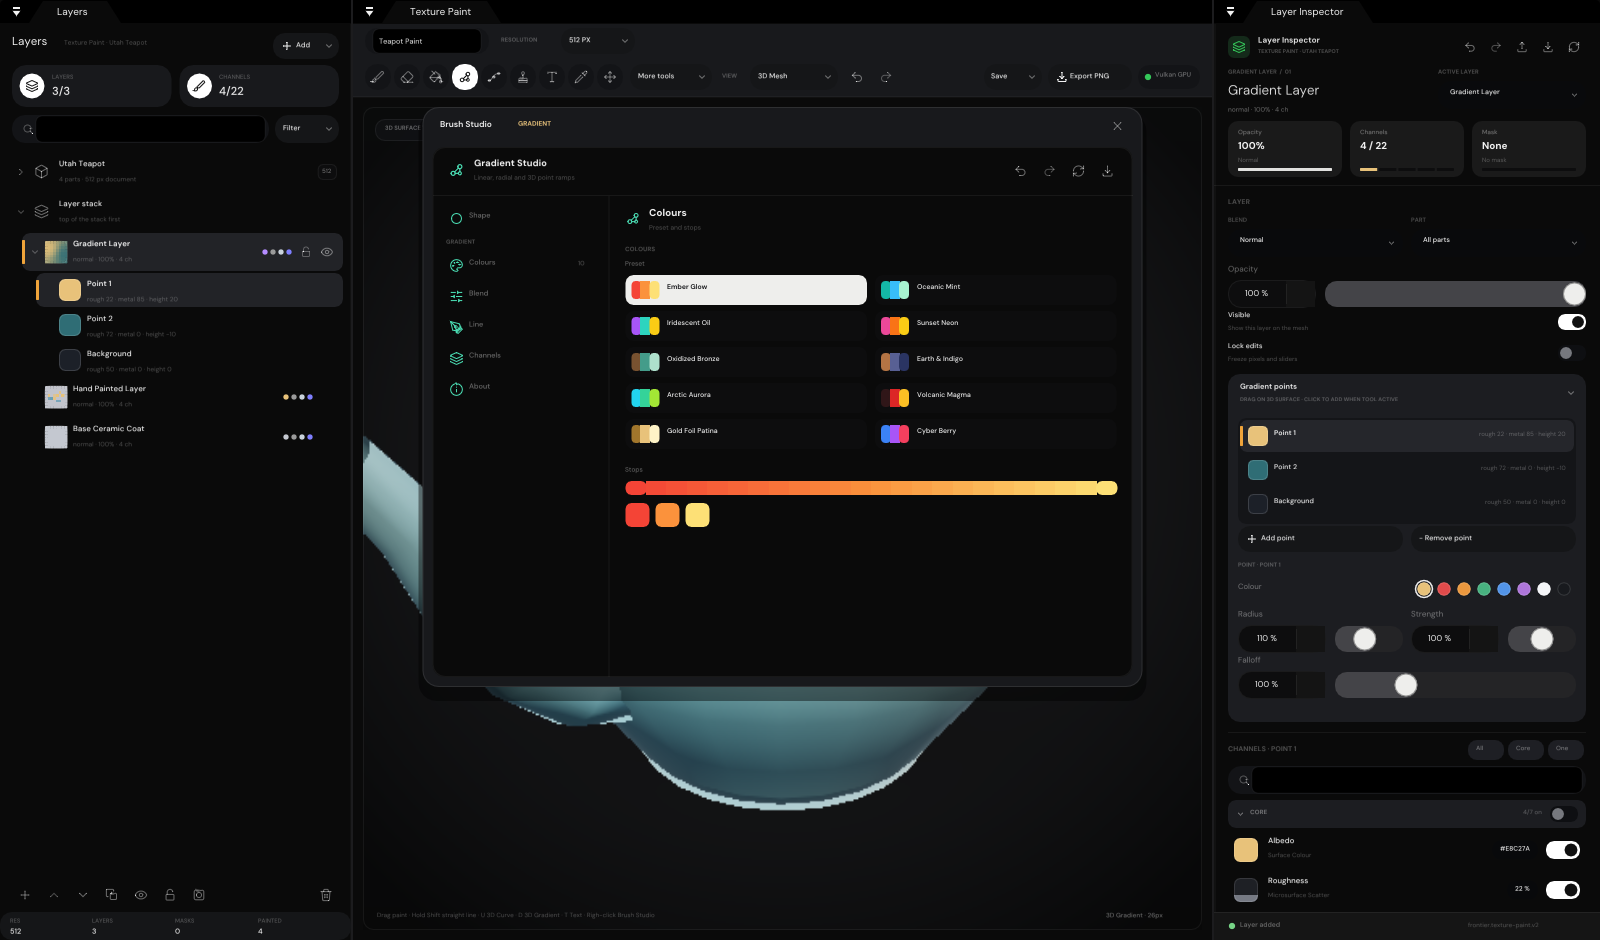 Layers
Layers
Texture Paint · Utah Teapot
Add
LAYERS
3/3
CHANNELS
4/22
Filter
Utah Teapot
4 parts · 512 px document
512
Layer stack
top of the stack first
Gradient Layer
normal · 100% · 4 ch
Point 1
rough 22 · metal 85 · height 20
Point 2
rough 72 · metal 0 · height -10
Background
rough 50 · metal 0 · height 0
Hand Painted Layer
normal · 100% · 4 ch
Base Ceramic Coat
normal · 100% · 4 ch
RES
512
LAYERS
3
MASKS
0
PAINTED
4
Texture Paint
Teapot Paint
RESOLUTION
512 PX
More tools
VIEW
3D Mesh
Save
Export PNG
Vulkan GPU
3D SURFACE
Brush Studio
GRADIENT
Gradient Studio
Linear, radial and 3D point ramps
Shape
GRADIENT
Colours
10
Blend
Line
Channels
About
Colours
Preset and stops
COLOURS
Preset
Ember Glow
Oceanic Mint
Iridescent Oil
Sunset Neon
Oxidized Bronze
Earth & Indigo
Arctic Aurora
Volcanic Magma
Gold Foil Patina
Cyber Berry
Stops
Drag paint · Hold Shift straight line · U 3D Curve · D 3D Gradient · T Text · Righ-click Brush Studio
3D Gradient · 26px
Layer Inspector
Layer Inspector
TEXTURE PAINT · UTAH TEAPOT
GRADIENT LAYER / 01
ACTIVE LAYER
Gradient Layer
Gradient Layer
normal · 100% · 4 ch
Opacity
100%
Normal
Channels
4 / 22
Mask
None
No mask
LAYER
BLEND
PART
Normal
All parts
Opacity
100 %
Visible
Show this layer on the mesh
Lock edits
Freeze pixels and sliders
Gradient points
DRAG ON 3D SURFACE · CLICK TO ADD WHEN TOOL ACTIVE
Point 1
rough 22 · metal 85 · height 20
Point 2
rough 72 · metal 0 · height -10
Background
rough 50 · metal 0 · height 0
Add point
- Remove point
POINT · POINT 1
Colour
Radius
Strength
110 %
100 %
Falloff
100 %
CHANNELS · POINT 1
All
Core
One
CORE
4/7 on
Albedo
Surface Colour
#E8C27A
Roughness
Microsurface Scatter
22 %
Layer added
frontier.texture-paint.v3